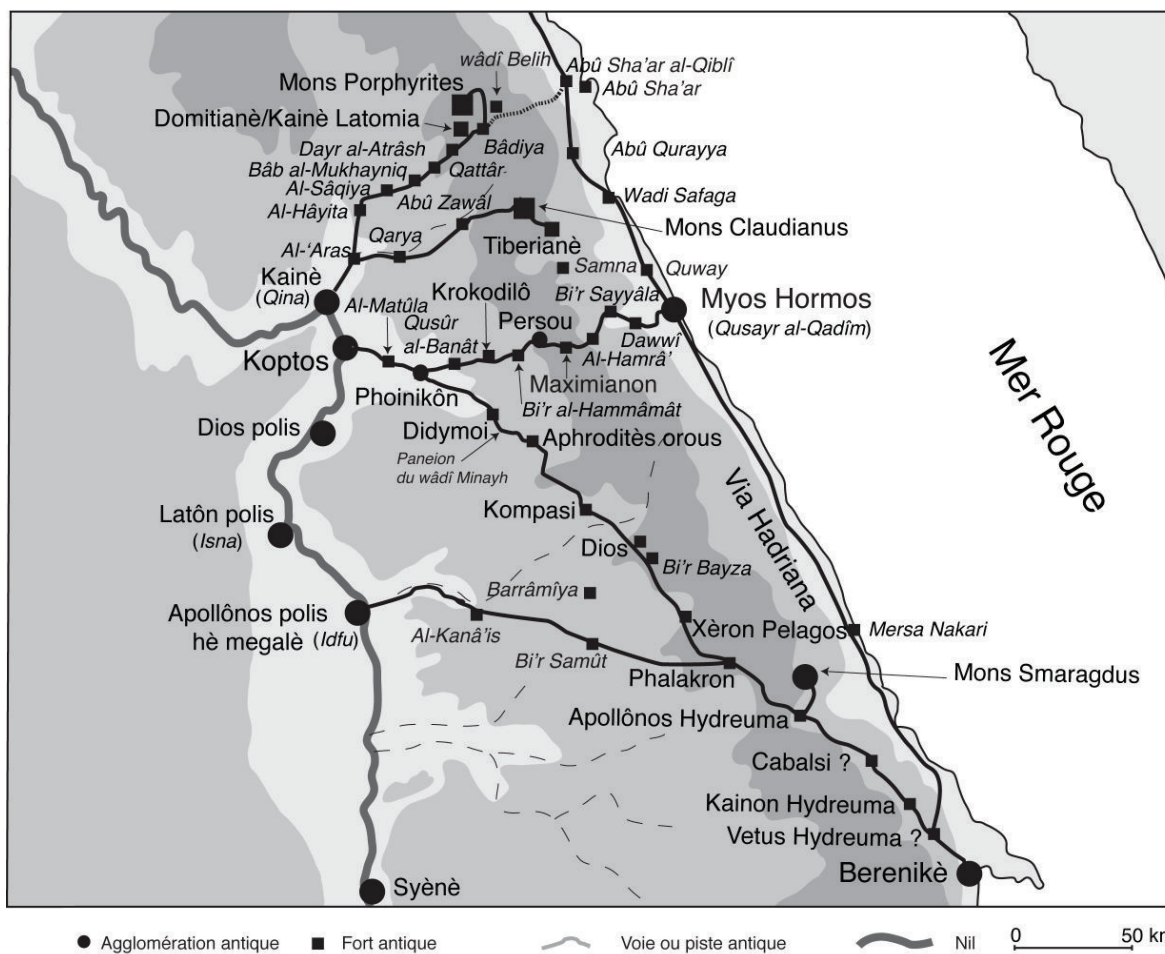 wâdî Belih
Abû Sha'ar al-Qiblî
Mons Porphyrites
Abû Sha'ar
Domitianè/Kainè Latomia
Dayr al-Atrâsh
Bâdiya
Abû Qurayya
Bâb al-Mukhayniq
Qattâr
Al-Sâqiya
Abû Zawâl
Wadi Safaga
Al-Hâyita
Mons Claudianus
Qarya
Tiberianè
Al-‘Aras
Samna
Quway
Kainè
(Qina)
Krokodilô
Bi'r Sayyâla
Myos Hormos
(Qusayr al-Qadîm)
Al-Matûla
Qusûr
al-Banât
Persou
Dawwî
Al-Hamrâ'
Koptos
Maximianon
Phoinikôn
Bi'r al-Hammâmât
Mer Rouge
Dios polis
Didymoi
Aphroditès orous
Paneion
du wâdî Minayh
Via Hadriana
Latôn polis
(Isna)
Kompasi
Dios
Bi'r Bayza
Barrâmîya
Apollônos polis
hè megalè (Idfu)
Al-Kanâ'is
Xèron Pelagos
Mersa Nakari
Bi'r Samût
Phalakron
Mons Smaragdus
Apollônos Hydreuma
Cabalsi ?
Kainon Hydreuma
Vetus Hydreuma ?
Berenikè
Syènè
Agglomération antique
Fort antique
Voie ou piste antique
Nil
0 50 km